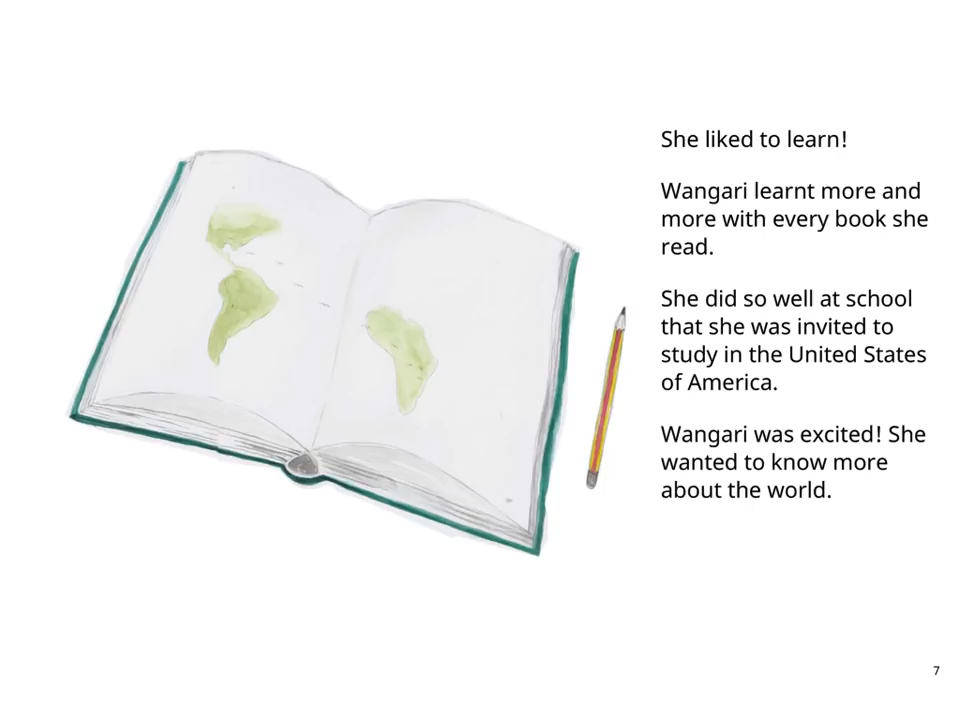 She liked to learn!
Wangari learnt more and
more with every book she
read.
She did so well at school
that she was invited to
study in the United States
of America.
Wangari was excited! She
wanted to know more
about the world.
7